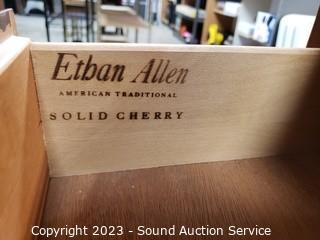 Ethan Allen
AMERICAN TRADITIONAL
SOLID CHERRY
Copyright 2023 - Sound Auction Service